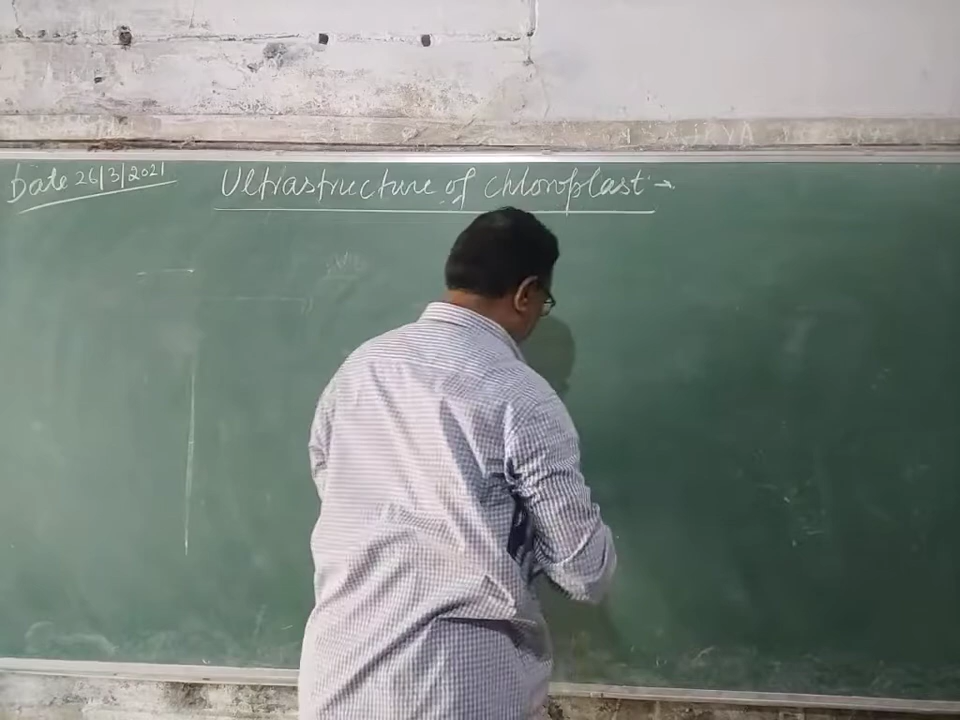 Date 26/3/2021
Ultrastructure of chloroplast →